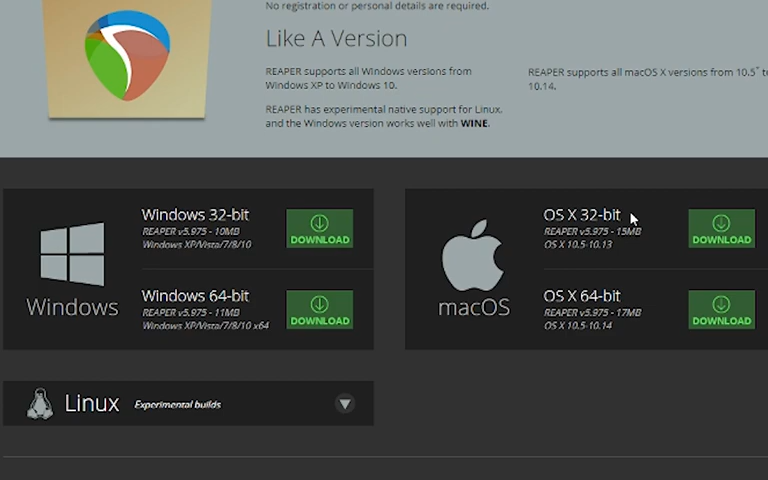 No registration or personal details are required.
Like A Version
REAPER supports all Windows versions from
Windows XP to Windows 10.
REAPER has experimental native support for Linux,
and the Windows version works well with WINE.
REAPER supports all macOS X versions from 10.5* to
10.14.
Windows
Windows 32-bit
REAPER v5.975 - 10MB
Windows XP/Vista/7/8/10
DOWNLOAD
Windows 64-bit
REAPER v5.975 - 11MB
Windows XP/Vista/7/8/10 x64
DOWNLOAD
macOS
OS X 32-bit
REAPER v5.975 - 15MB
OS X 10.5-10.13
DOWNLOAD
OS X 64-bit
REAPER v5.975 - 17MB
OS X 10.5-10.14
DOWNLOAD
Linux
Experimental builds